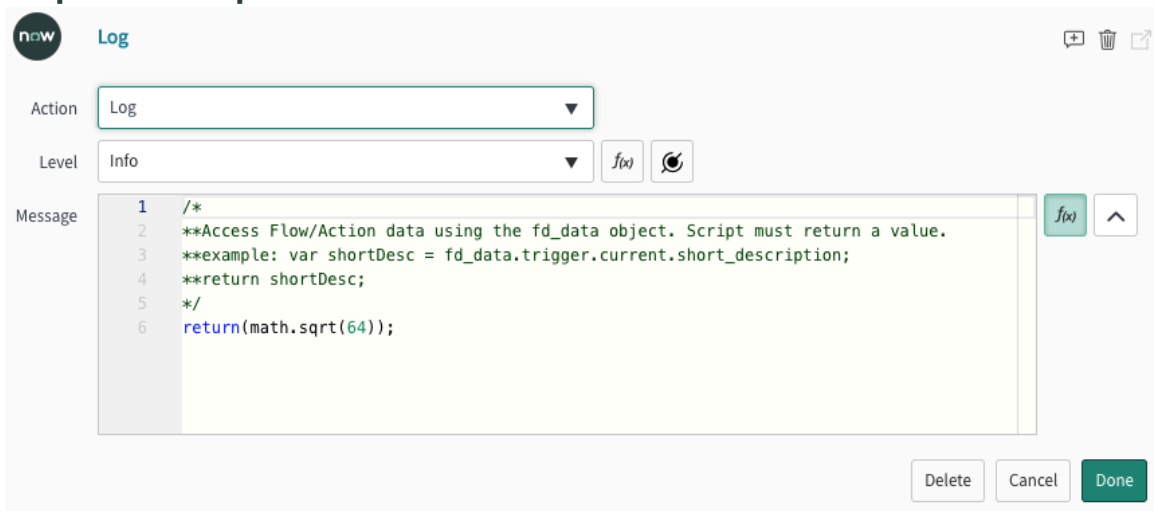 now Log
Action Log
Level Info f(x)
Message
1 /*
2 **Access Flow/Action data using the fd_data object. Script must return a value.
3 **example: var shortDesc = fd_data.trigger.current.short_description;
4 **return shortDesc;
5 */
6 return(math.sqrt(64));
f(x)
Delete Cancel Done